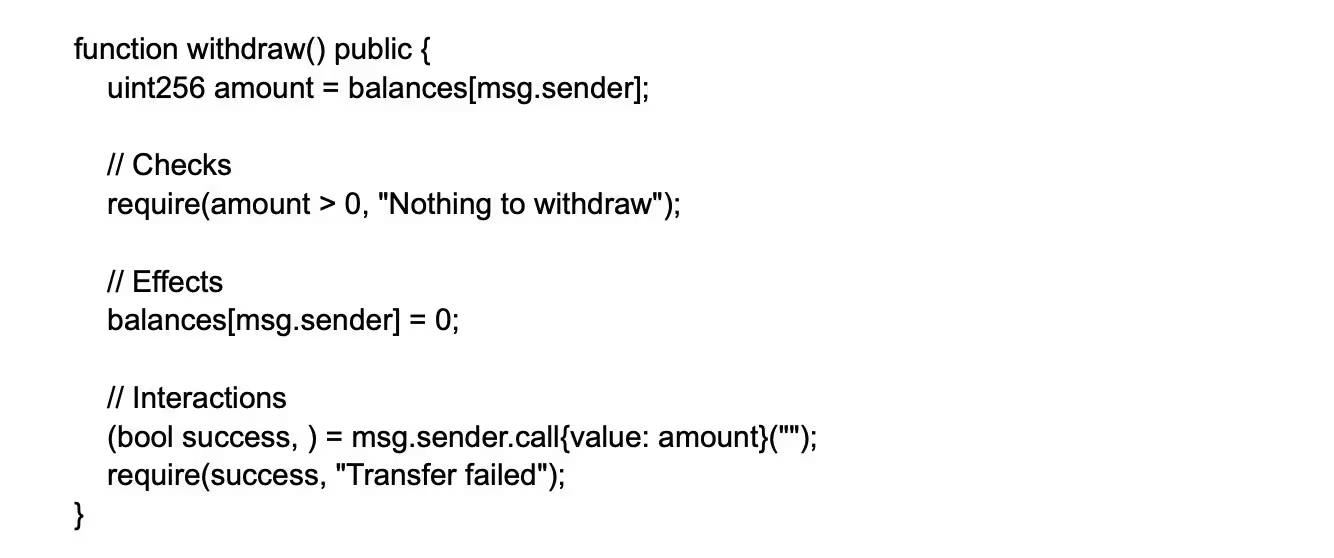 function withdraw() public {
uint256 amount = balances[msg.sender];
// Checks
require(amount > 0, "Nothing to withdraw");
// Effects
balances[msg.sender] = 0;
// Interactions
(bool success, ) = msg.sender.call{value: amount}("");
require(success, "Transfer failed");
}